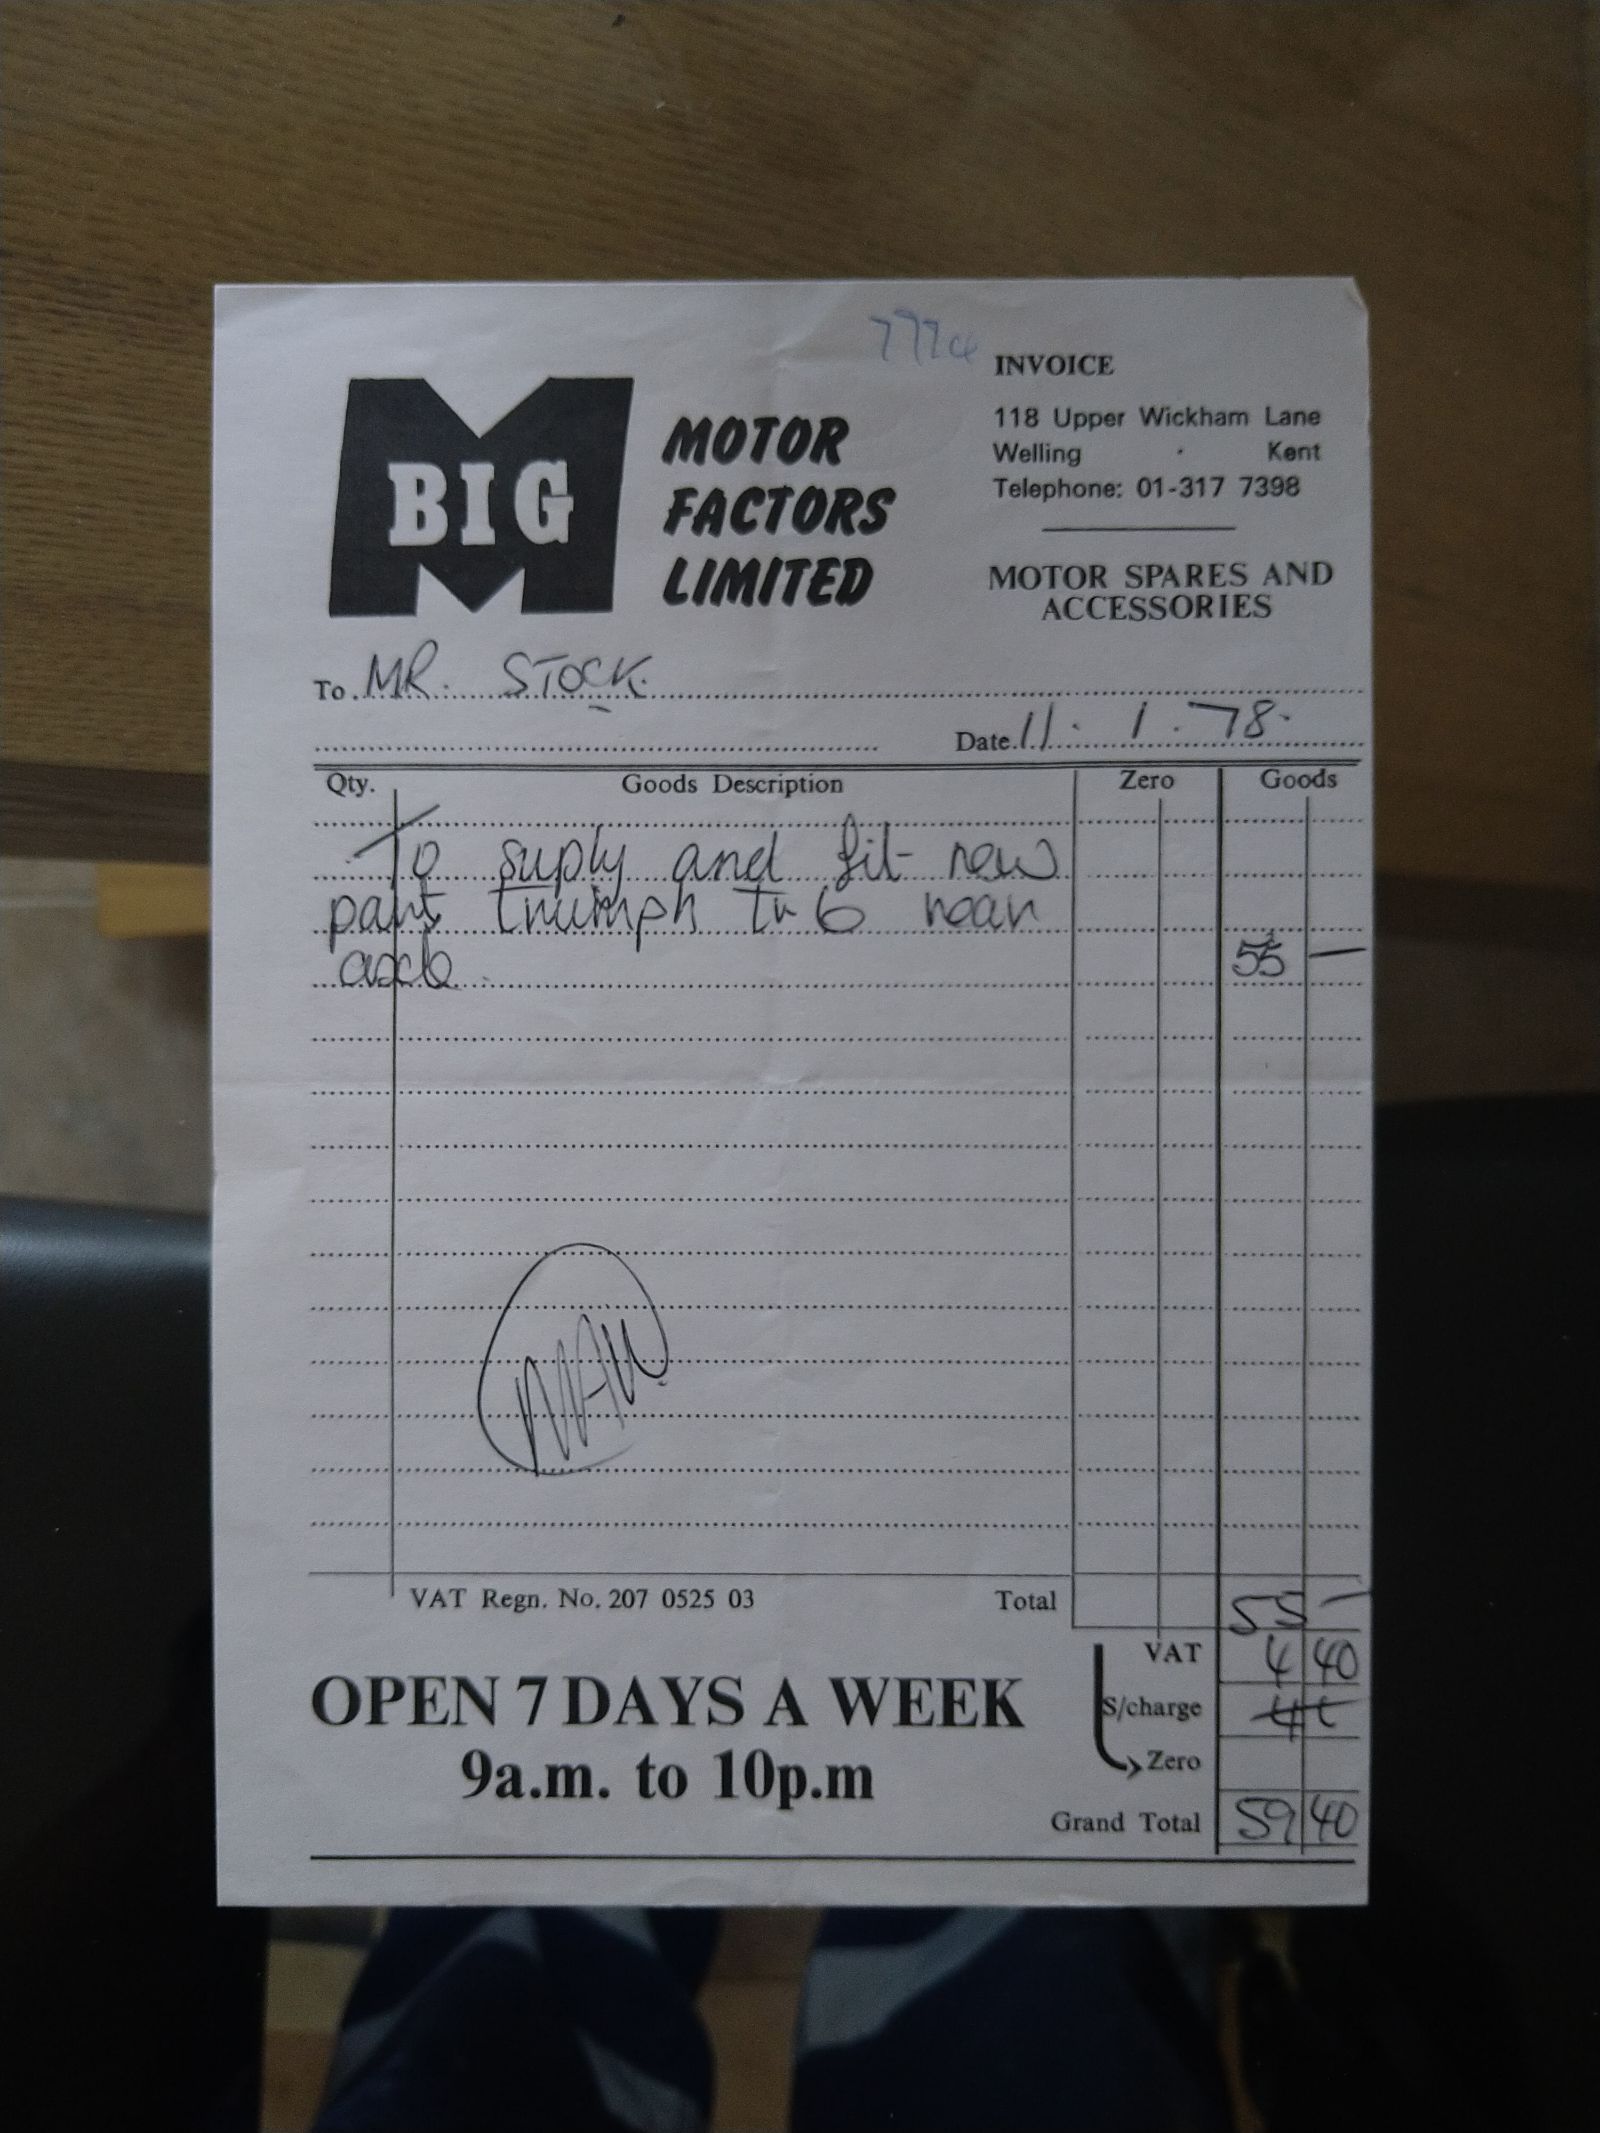 INVOICE
118 Upper Wickham Lane
Welling · Kent
Telephone: 01-317 7398
BIG
MOTOR
FACTORS
LIMITED
MOTOR SPARES AND
ACCESSORIES
To MR. STOCK.
Date 11. 1. 78.
Qty. Goods Description Zero Goods
To suply and fit new
part triumph tr 6 rear
axle. 55 —
VAT Regn. No. 207 0525 03 Total 55 —
VAT 4 40
OPEN 7 DAYS A WEEK
S/charge
9a.m. to 10p.m
Zero
Grand Total 59 40